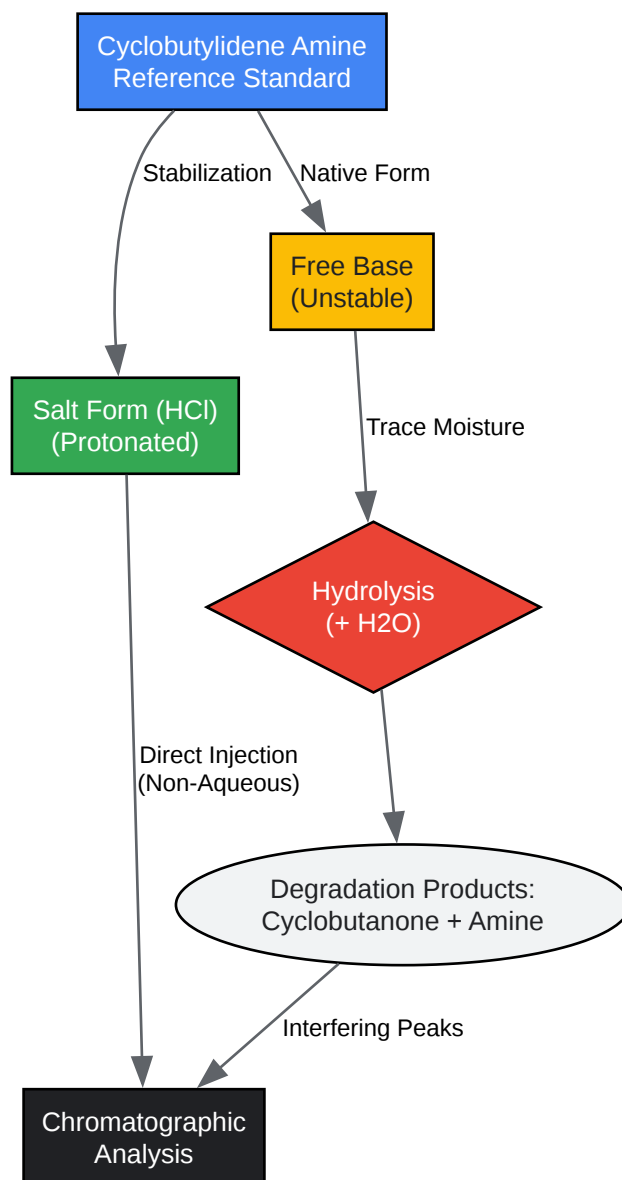 Cyclobutylidene Amine
Reference Standard
Stabilization
Native Form
Free Base
(Unstable)
Salt Form (HCl)
(Protonated)
Trace Moisture
Hydrolysis
(+ H2O)
Direct Injection
(Non-Aqueous)
Degradation Products:
Cyclobutanone + Amine
Interfering Peaks
Chromatographic
Analysis